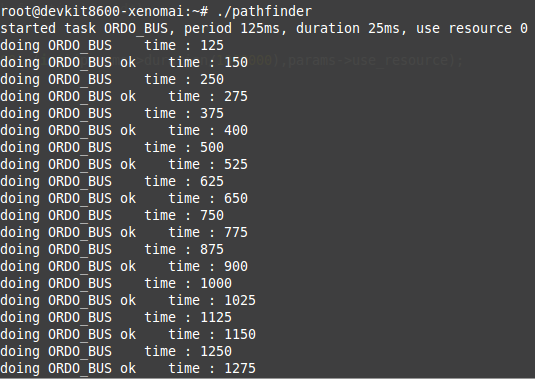 root@devkit8600-xenomai:~# ./pathfinder
started task ORDO_BUS, period 125ms, duration 25ms, use resource 0
doing ORDO_BUS    time : 125
doing ORDO_BUS ok    time : 150
doing ORDO_BUS    time : 250
doing ORDO_BUS ok    time : 275
doing ORDO_BUS    time : 375
doing ORDO_BUS ok    time : 400
doing ORDO_BUS    time : 500
doing ORDO_BUS ok    time : 525
doing ORDO_BUS    time : 625
doing ORDO_BUS ok    time : 650
doing ORDO_BUS    time : 750
doing ORDO_BUS ok    time : 775
doing ORDO_BUS    time : 875
doing ORDO_BUS ok    time : 900
doing ORDO_BUS    time : 1000
doing ORDO_BUS ok    time : 1025
doing ORDO_BUS    time : 1125
doing ORDO_BUS ok    time : 1150
doing ORDO_BUS    time : 1250
doing ORDO_BUS ok    time : 1275